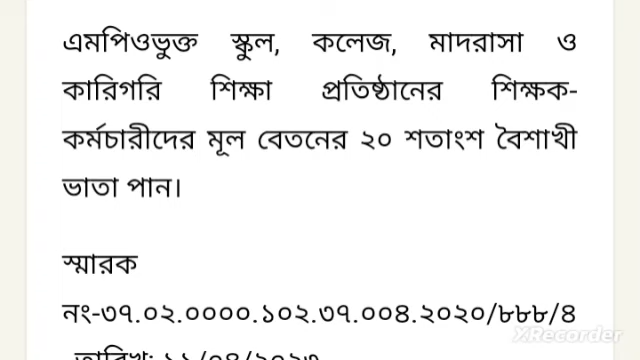 এমপিওভুক্ত স্কুল, কলেজ, মাদরাসা ও
কারিগরি শিক্ষা প্রতিষ্ঠানের শিক্ষক-
কর্মচারীদের মূল বেতনের ২০ শতাংশ বৈশাখী
ভাতা পান।
স্মারক
নং-৩৭.০২.০০০০.১০২.৩৭.০০৪.২০২০/৮৮৮/৪
XRecorder